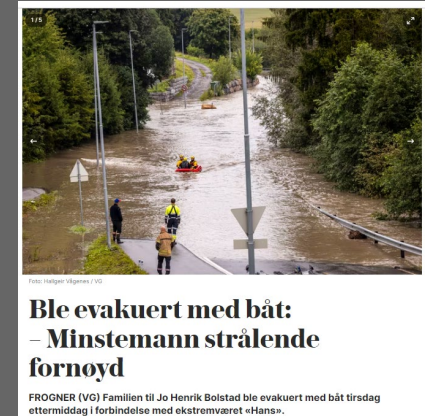 1/5
Foto: Hallgeir Vågenes / VG
Ble evakuert med båt:
– Minstemann strålende
fornøyd
FROGNER (VG) Familien til Jo Henrik Bolstad ble evakuert med båt tirsdag
ettermiddag i forbindelse med ekstremværet «Hans».